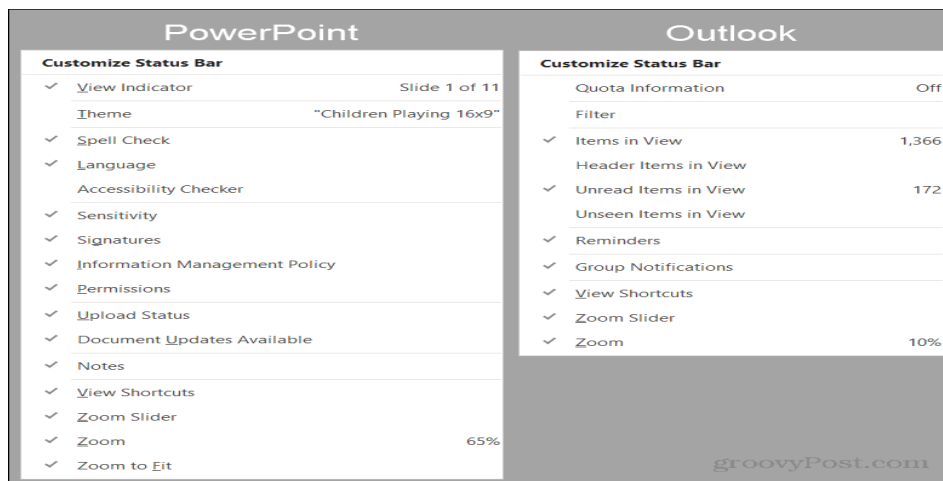 PowerPoint
Customize Status Bar
View Indicator Slide 1 of 11
Theme "Children Playing 16x9"
Spell Check
Language
Accessibility Checker
Sensitivity
Signatures
Information Management Policy
Permissions
Upload Status
Document Updates Available
Notes
View Shortcuts
Zoom Slider
Zoom 65%
Zoom to Fit
Outlook
Customize Status Bar
Quota Information Off
Filter
Items in View 1,366
Header Items in View
Unread Items in View 172
Unseen Items in View
Reminders
Group Notifications
View Shortcuts
Zoom Slider
Zoom 10%
groovyPost.com